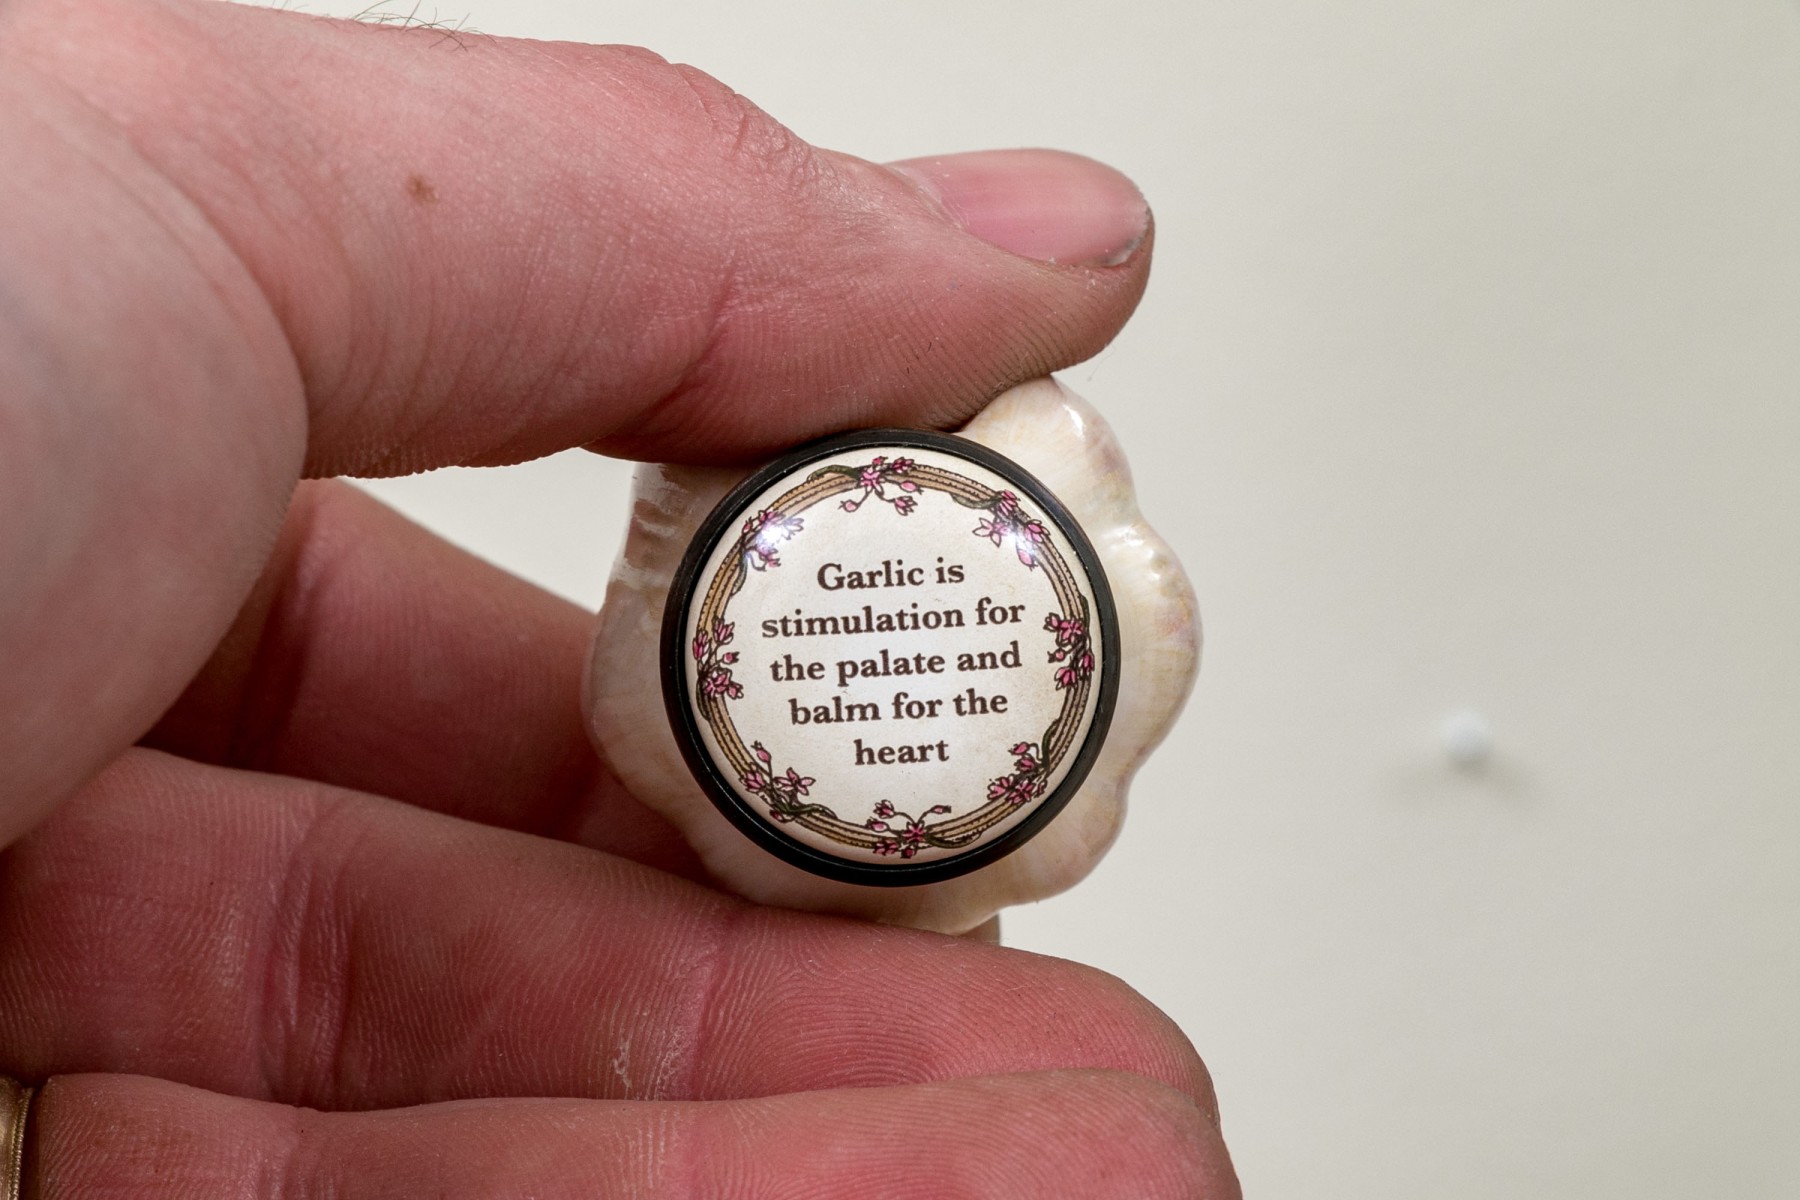 Garlic is
stimulation for
the palate and
balm for the
heart